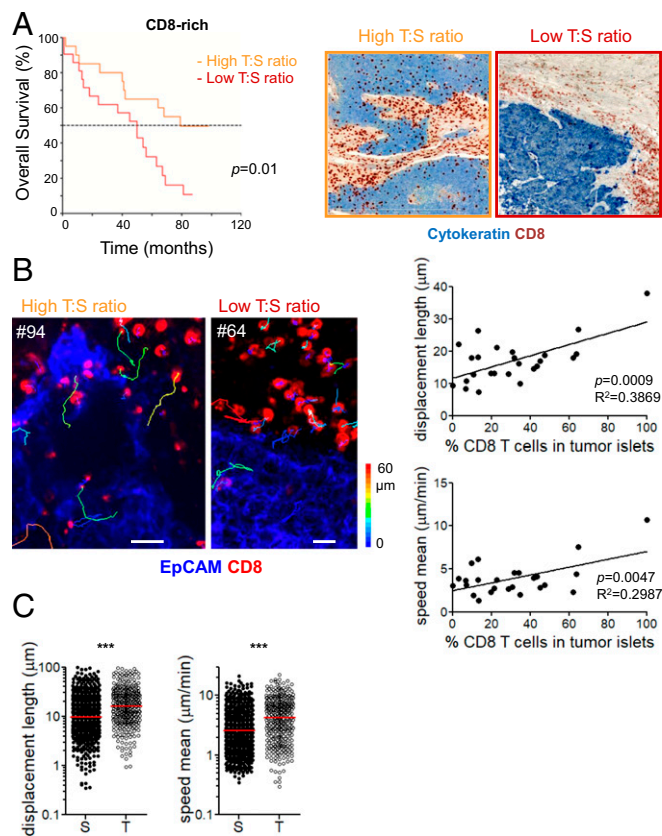 A
CD8-rich
- High T:S ratio
- Low T:S ratio
Overall Survival (%)
100
80
60
40
20
0
p=0.01
0 40 80 120
Time (months)
High T:S ratio
Low T:S ratio
Cytokeratin CD8
B
High T:S ratio
Low T:S ratio
#94
#64
60
µm
0
EpCAM CD8
displacement length (µm)
40
30
20
10
0
p=0.0009
R²=0.3869
0 20 40 60 80 100
% CD8 T cells in tumor islets
speed mean (µm/min)
15
10
5
0
p=0.0047
R²=0.2987
0 20 40 60 80 100
% CD8 T cells in tumor islets
C
***
displacement length (µm)
100
10
1
0.1
S T
***
speed mean (µm/min)
10
1
0.1
S T